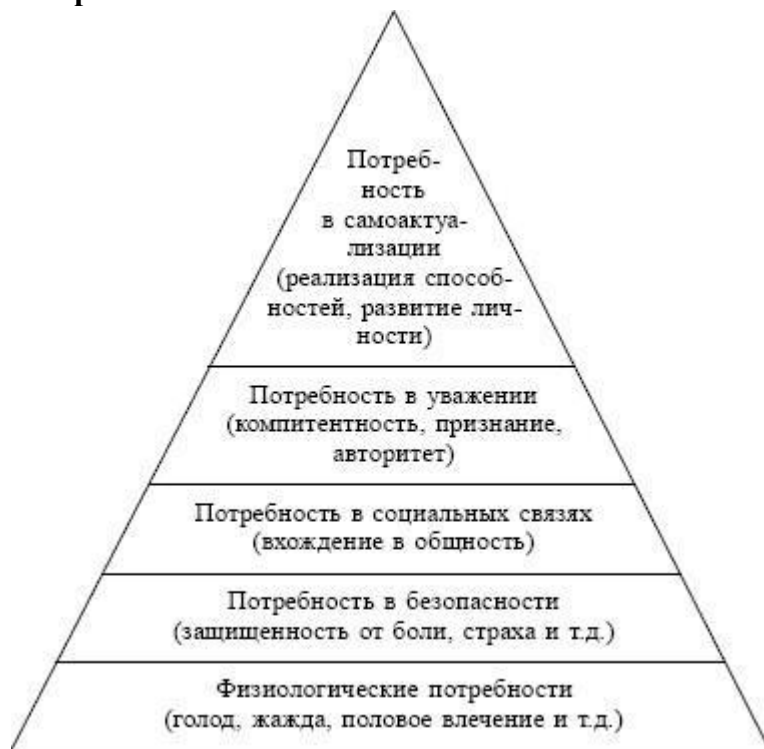 Потреб-
ность
в самоактуа-
лизации
(реализация способ-
ностей, развитие лич-
ности)
Потребность в уважении
(компитентность, признание,
авторитет)
Потребность в социальных связях
(вхождение в общность)
Потребность в безопасности
(защищенность от боли, страха и т.д.)
Физиологические потребности
(голод, жажда, половое влечение и т.д.)